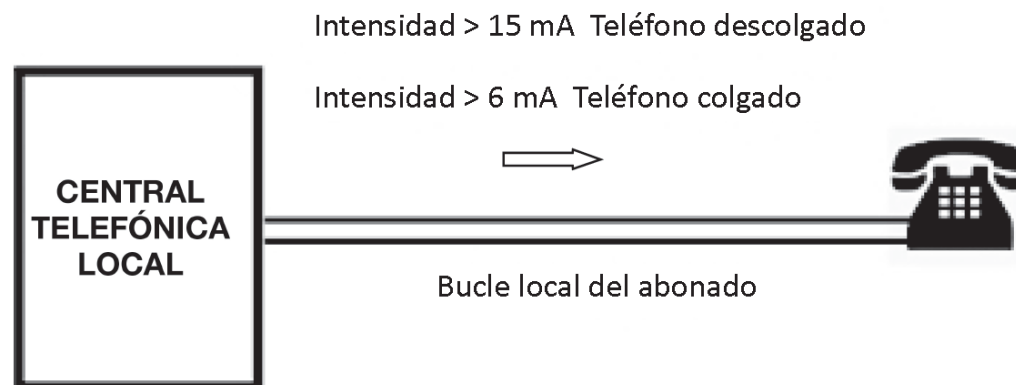 Intensidad > 15 mA Teléfono descolgado
Intensidad > 6 mA Teléfono colgado
CENTRAL
TELEFÓNICA
LOCAL
Bucle local del abonado